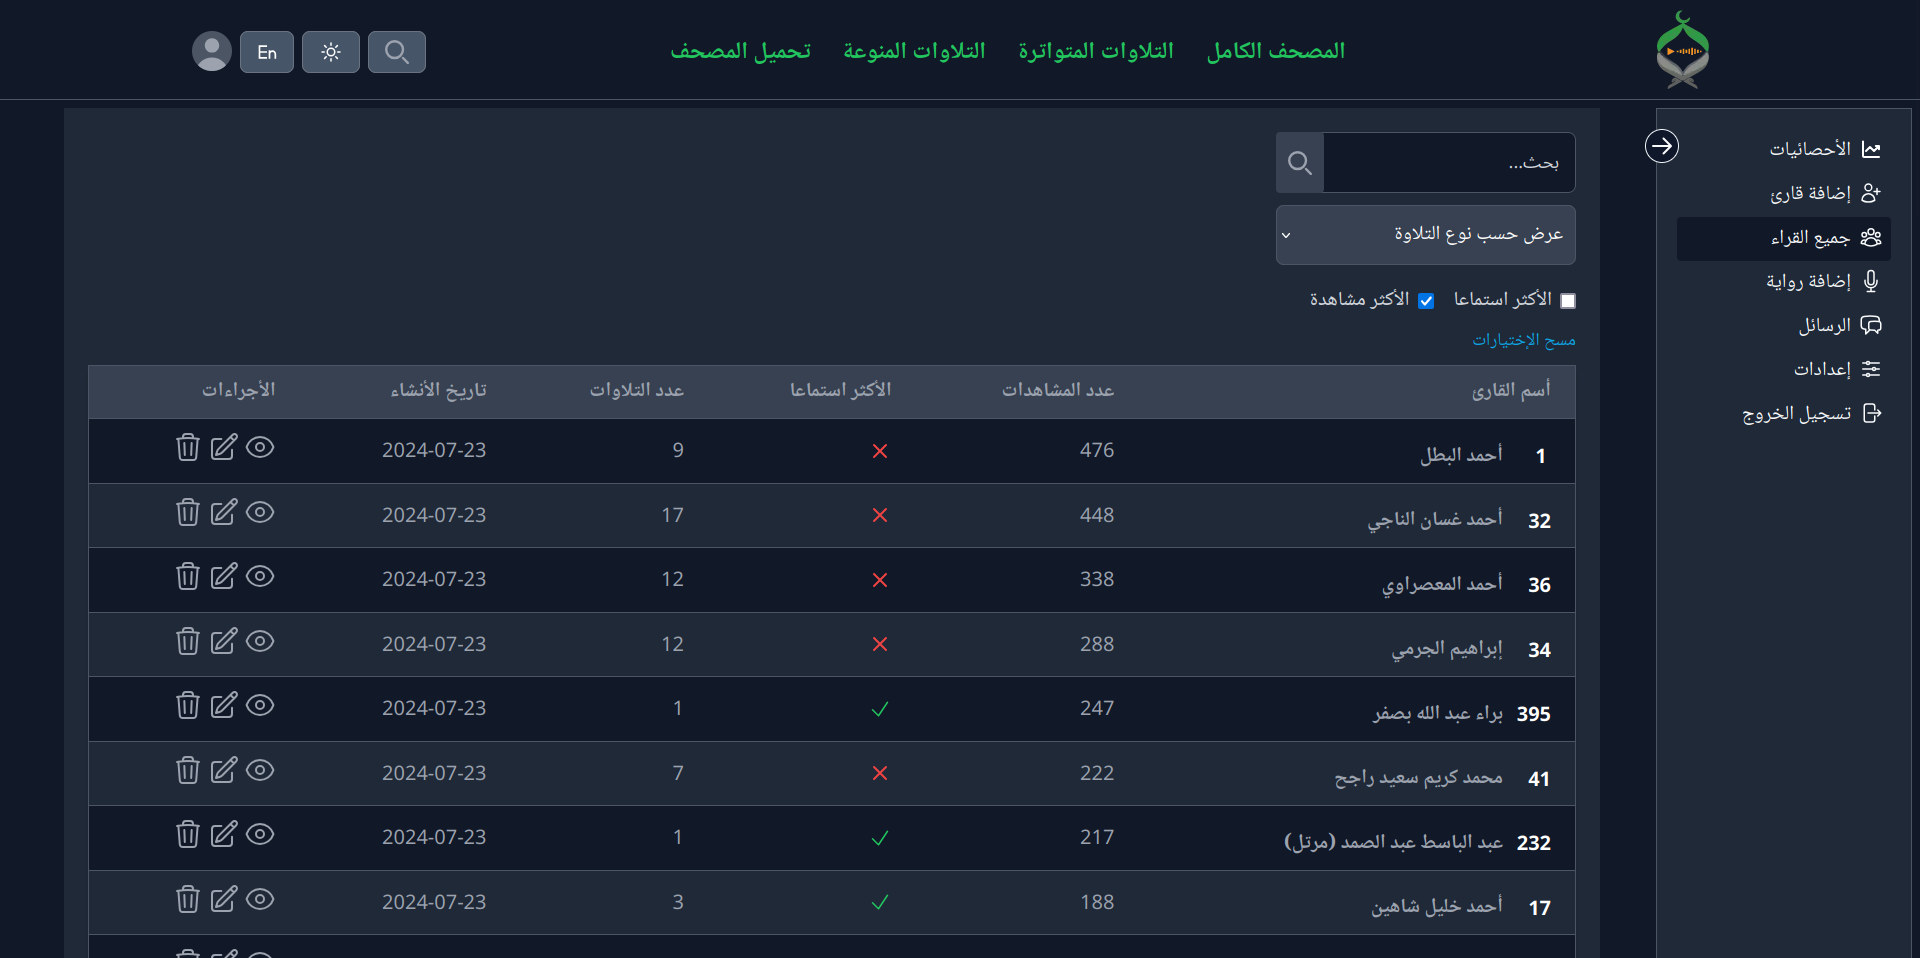 المصحف الكامل التلاوات المتواترة التلاوات المنوعة تحميل المصحف En
الأحصائيات
إضافة قارئ
جميع القراء
إضافة رواية
الرسائل
إعدادات
تسجيل الخروج
بحث...
عرض حسب نوع التلاوة
الأكثر استماعا الأكثر مشاهدة
مسح الإختيارات
أسم القارئ عدد المشاهدات الأكثر استماعا عدد التلاوات تاريخ الأنشاء الأجراءات
1 أحمد البطل 476 9 2024-07-23
32 أحمد غسان الناجي 448 17 2024-07-23
36 أحمد المعصراوي 338 12 2024-07-23
34 إبراهيم الجرمي 288 12 2024-07-23
395 براء عبد الله بصفر 247 1 2024-07-23
41 محمد كريم سعيد راجح 222 7 2024-07-23
232 عبد الباسط عبد الصمد (مرتل) 217 1 2024-07-23
17 أحمد خليل شاهين 188 3 2024-07-23